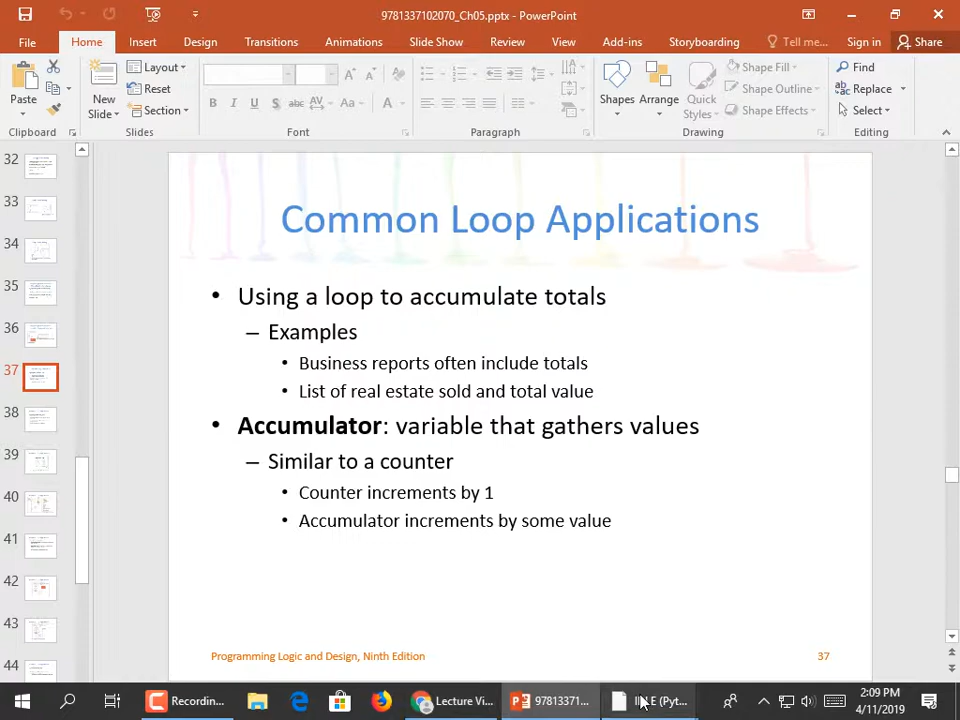 9781337102070_Ch05.pptx - PowerPoint
File Home Insert Design Transitions Animations Slide Show Review View Add-ins Storyboarding Tell me... Sign in Share
Paste
Clipboard
New Slide
Layout
Reset
Section
Slides
B I U S abc AV Aa A
Font
Paragraph
Shapes Arrange Quick Styles
Shape Fill
Shape Outline
Shape Effects
Drawing
Find
Replace
Select
Editing
32
33
34
35
36
37
38
39
40
41
42
43
44
Common Loop Applications
• Using a loop to accumulate totals
– Examples
• Business reports often include totals
• List of real estate sold and total value
• Accumulator: variable that gathers values
– Similar to a counter
• Counter increments by 1
• Accumulator increments by some value
Programming Logic and Design, Ninth Edition 37
Recordin... Lecture Vi... 97813371... (Pyt...
2:09 PM
4/11/2019